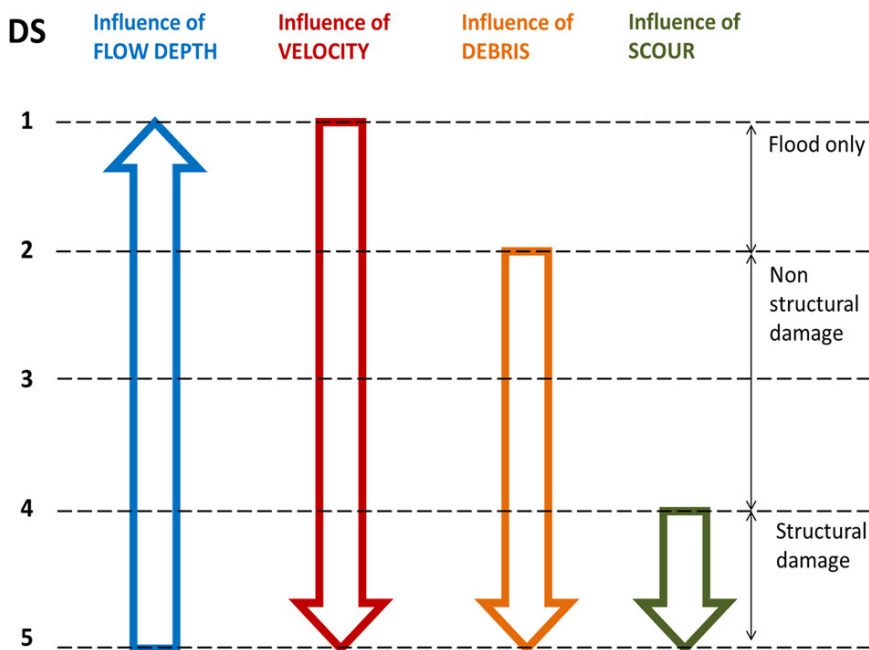 DS
Influence of
FLOW DEPTH
Influence of
VELOCITY
Influence of
DEBRIS
Influence of
SCOUR
1
Flood only
2
Non
structural
damage
3
4
Structural
damage
5